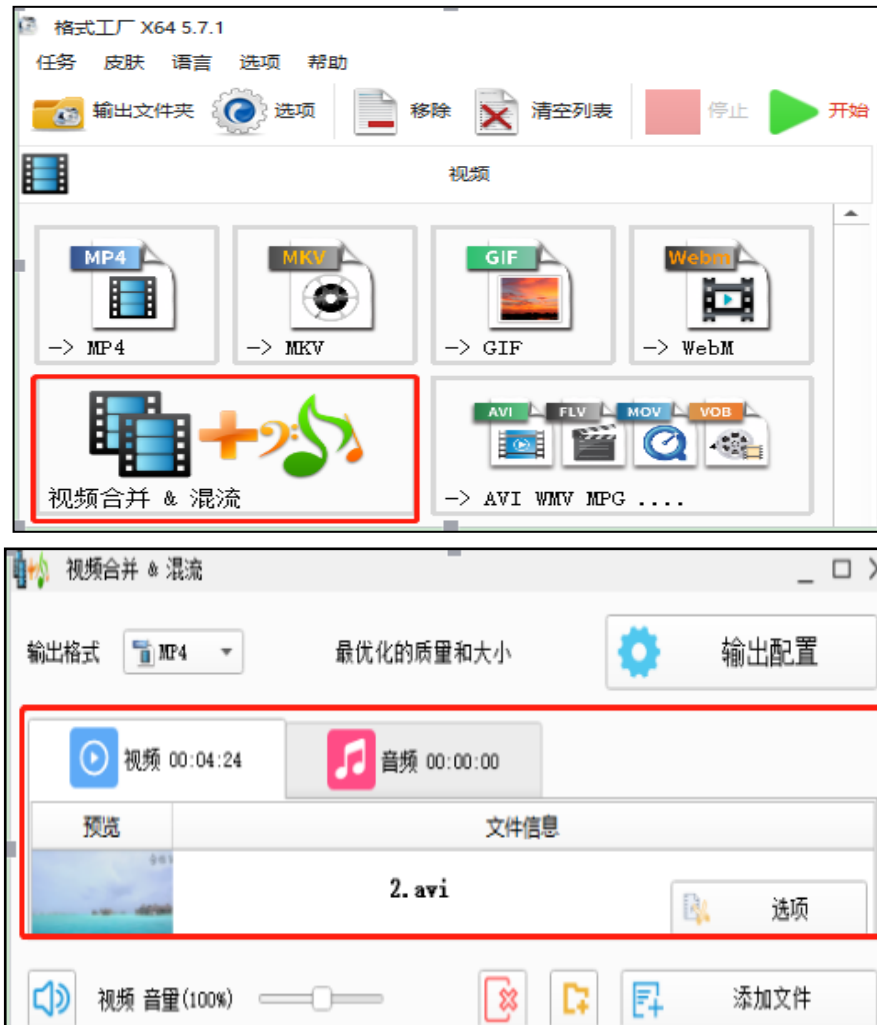 格式工厂 X64 5.7.1
任务 皮肤 语言 选项 帮助
输出文件夹 选项 移除 清空列表 停止 开始
视频
MP4 MKV GIF Webm
-> MP4 -> MKV -> GIF -> WebM
AVI FLV MOV VOB
视频合并 & 混流 -> AVI WMV MPG ....
视频合并 & 混流
输出格式 MP4 最优化的质量和大小 输出配置
视频 00:04:24 音频 00:00:00
预览 文件信息
2.avi
选项
视频 音量(100%) 添加文件